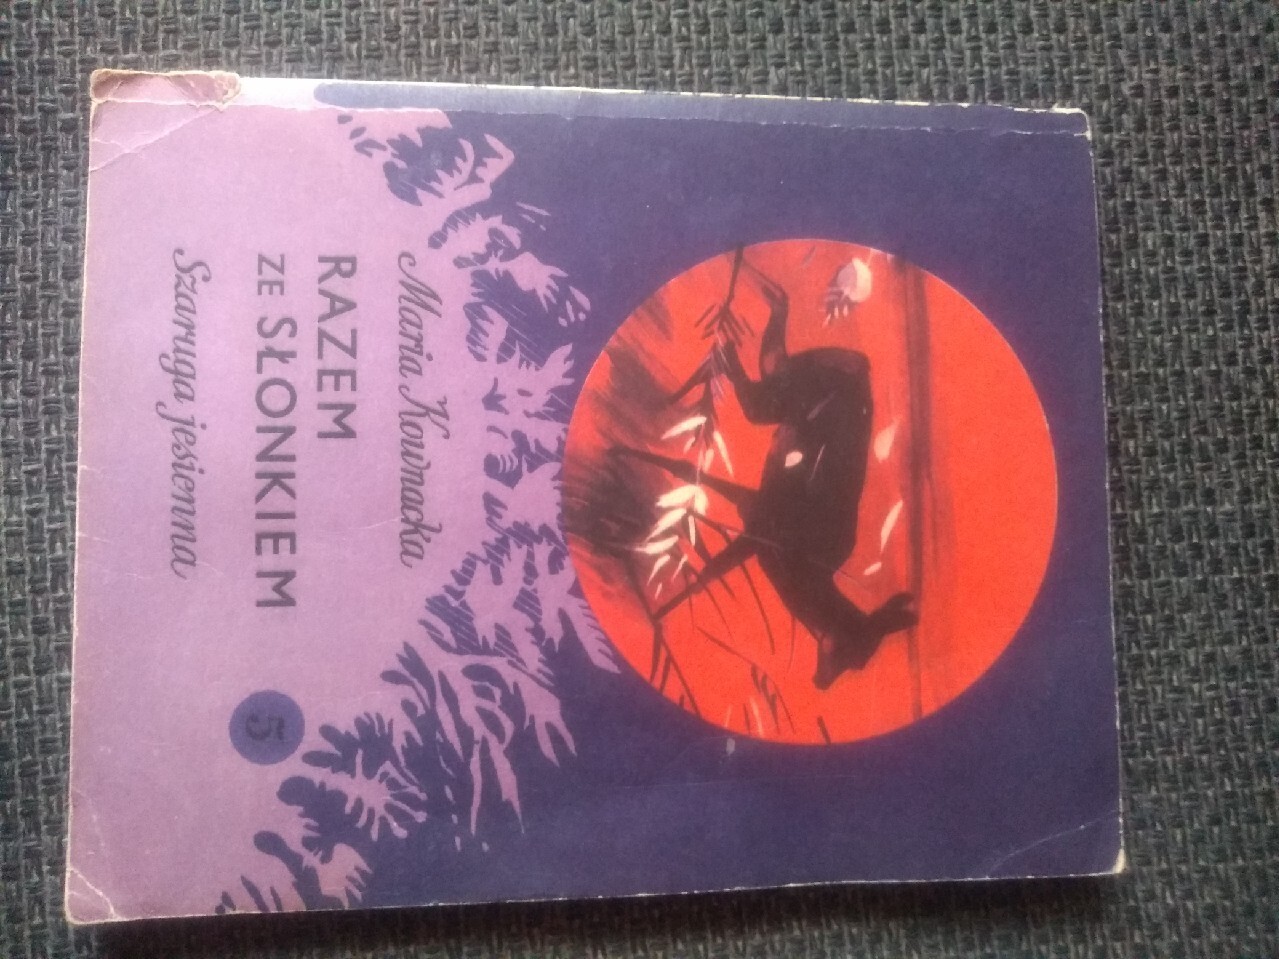 Maria Kownacka
RAZEM
ZE SŁONKIEM
5
Szaruga jesienna